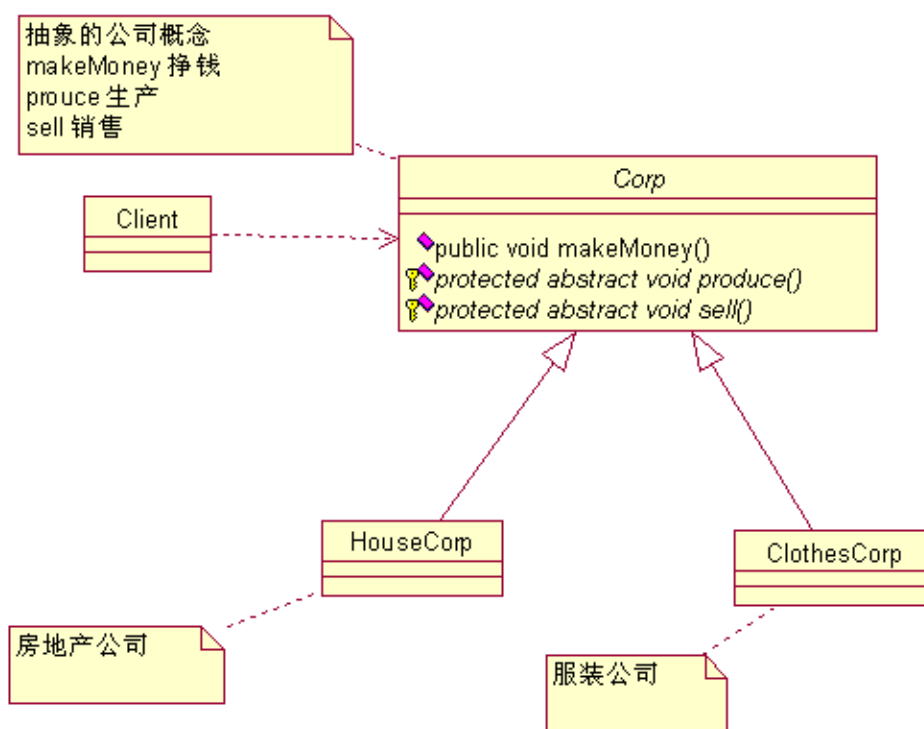 抽象的公司概念
makeMoney 挣钱
prouce 生产
sell 销售
Corp
Client
public void makeMoney()
protected abstract void produce()
protected abstract void sell()
HouseCorp
ClothesCorp
房地产公司
服装公司